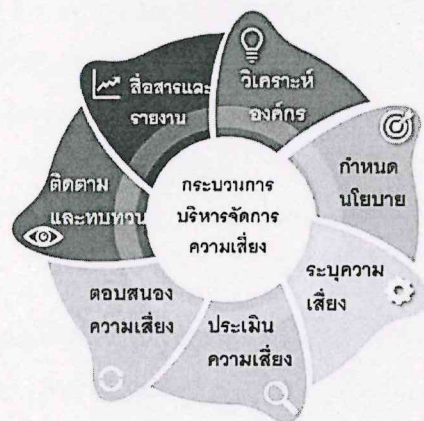 กระบวนการ
บริหารจัดการ
ความเสี่ยง
วิเคราะห์
องค์กร
กำหนด
นโยบาย
ระบุความ
เสี่ยง
ประเมิน
ความเสี่ยง
ตอบสนอง
ความเสี่ยง
ติดตาม
และทบทวน
สื่อสารและ
รายงาน